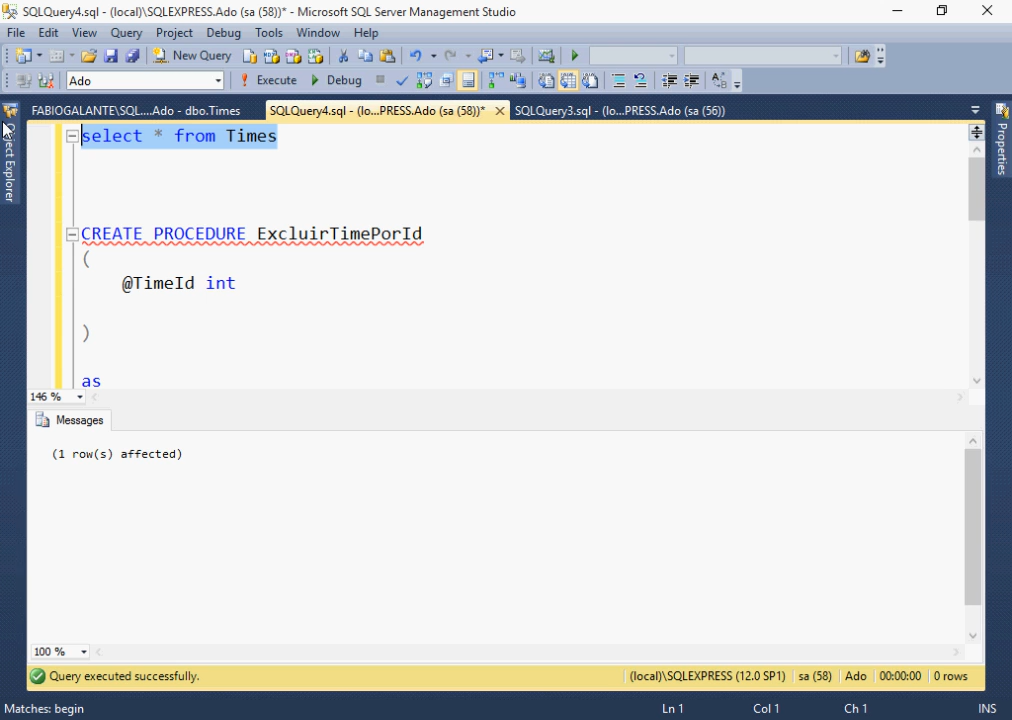 SQLQuery4.sql - (local)\SQLEXPRESS.Ado (sa (58))* - Microsoft SQL Server Management Studio
File Edit View Query Project Debug Tools Window Help
New Query
Ado Execute Debug
FABIOGALANTE\SQL....Ado - dbo.Times SQLQuery4.sql - (lo...PRESS.Ado (sa (58))* SQLQuery3.sql - (lo...PRESS.Ado (sa (56))
Properties
select * from Times
CREATE PROCEDURE ExcluirTimePorId
(
@TimeId int
)
as
146 %
Messages
(1 row(s) affected)
100 %
Query executed successfully. (local)\SQLEXPRESS (12.0 SP1) sa (58) Ado 00:00:00 0 rows
Matches: begin Ln 1 Col 1 Ch 1 INS